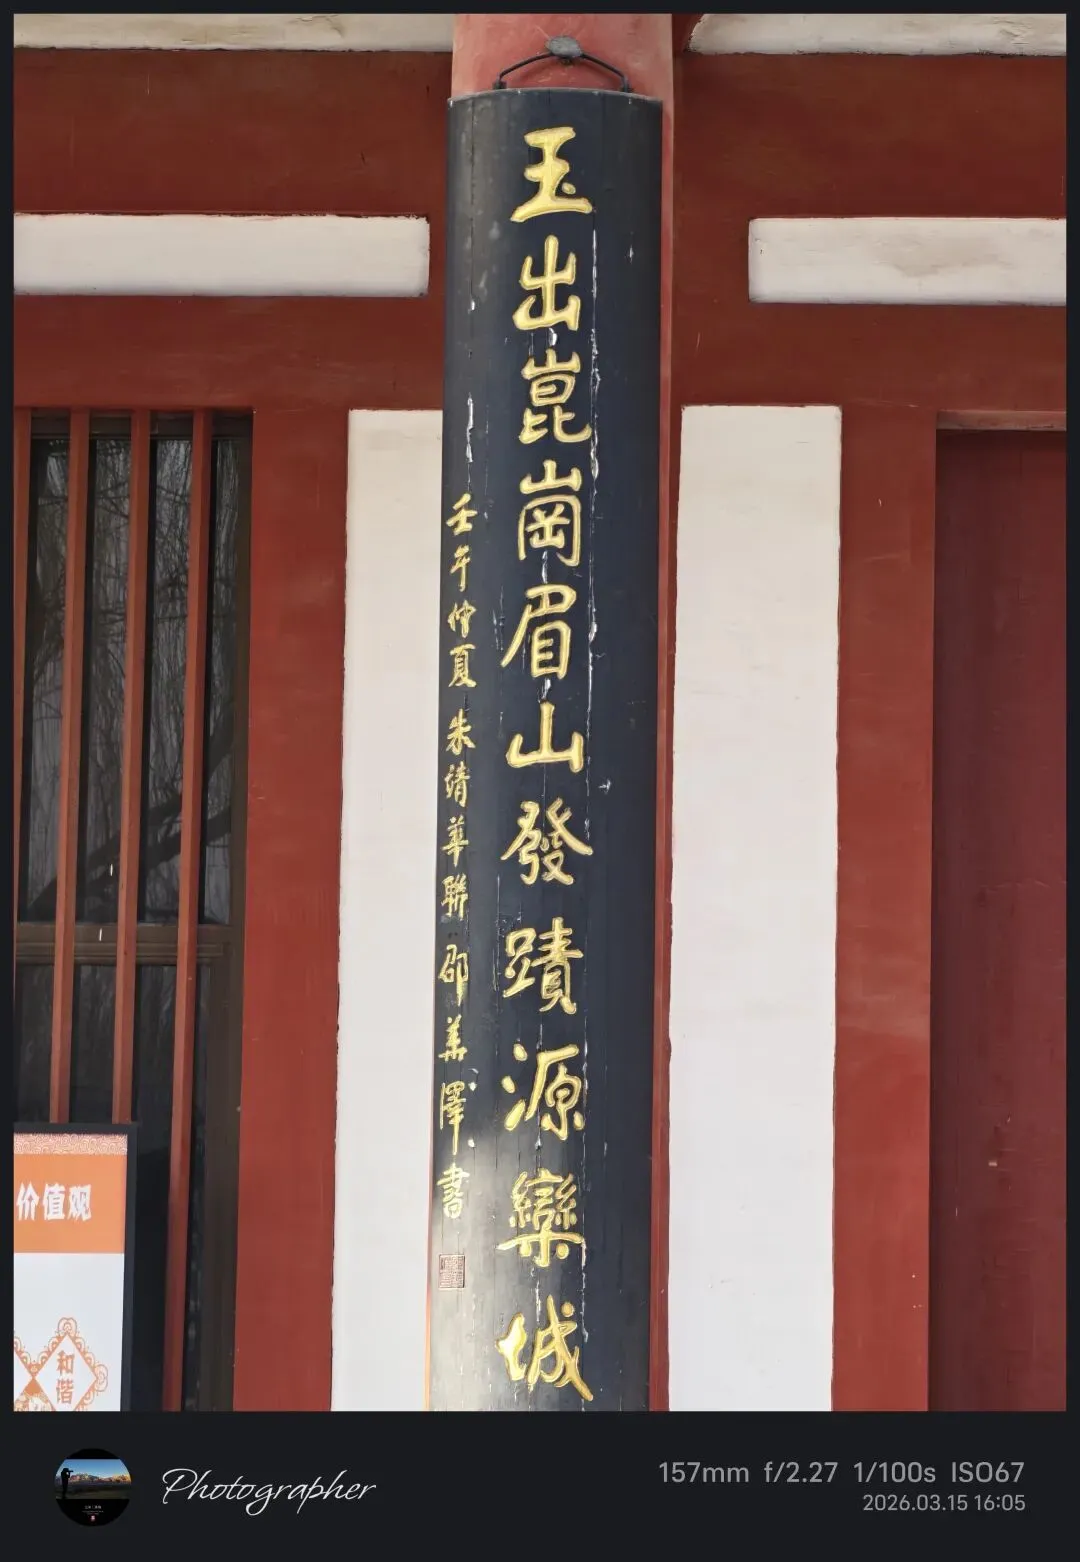 玉出崑崗眉山發蹟源欒城
壬午仲夏 朱靖華聯 邵華澤書
价值观
和
谐
Photographer
157mm f/2.27 1/100s ISO67
2026.03.15 16:05